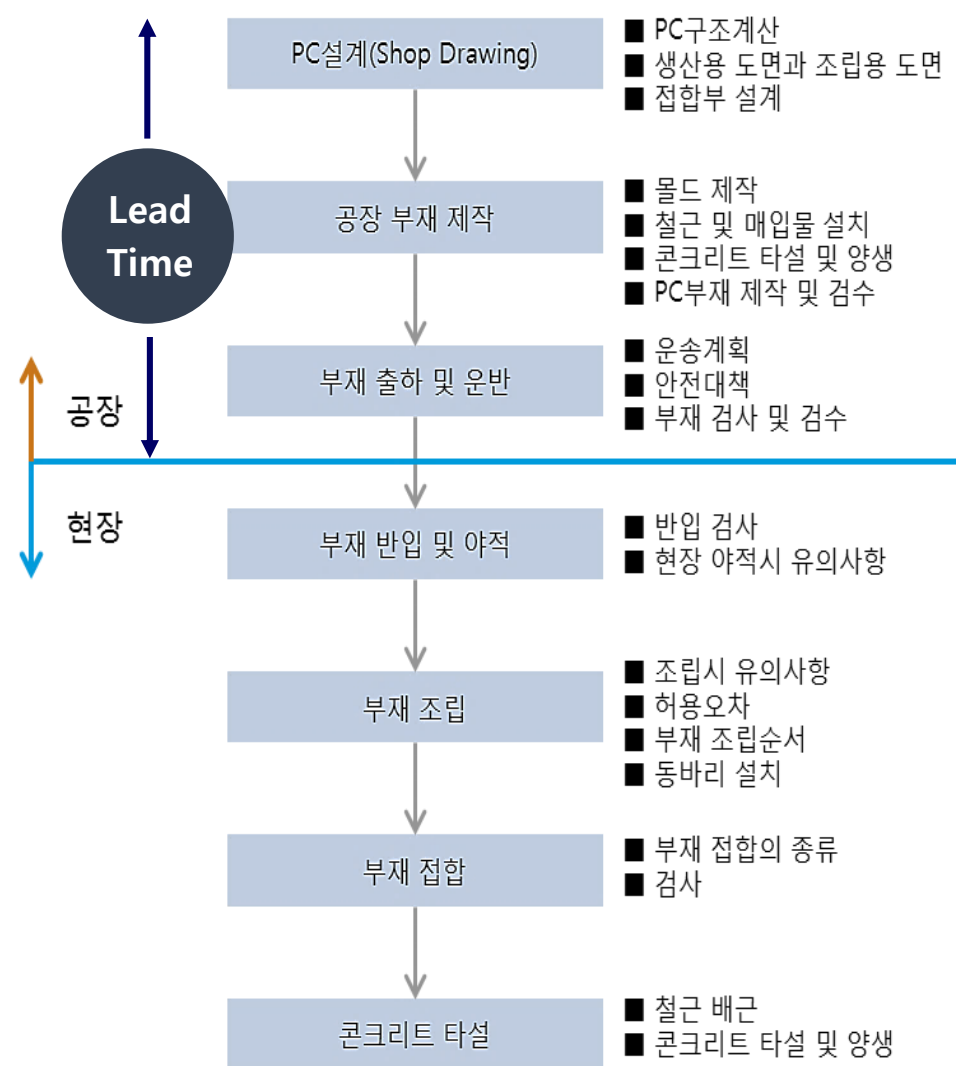 PC설계(Shop Drawing)
■ PC구조계산
■ 생산용 도면과 조립용 도면
■ 접합부 설계
Lead
Time
공장 부재 제작
■ 몰드 제작
■ 철근 및 매입물 설치
■ 콘크리트 타설 및 양생
■ PC부재 제작 및 검수
부재 출하 및 운반
■ 운송계획
■ 안전대책
■ 부재 검사 및 검수
공장
현장
부재 반입 및 야적
■ 반입 검사
■ 현장 야적시 유의사항
부재 조립
■ 조립시 유의사항
■ 허용오차
■ 부재 조립순서
■ 동바리 설치
부재 접합
■ 부재 접합의 종류
■ 검사
콘크리트 타설
■ 철근 배근
■ 콘크리트 타설 및 양생